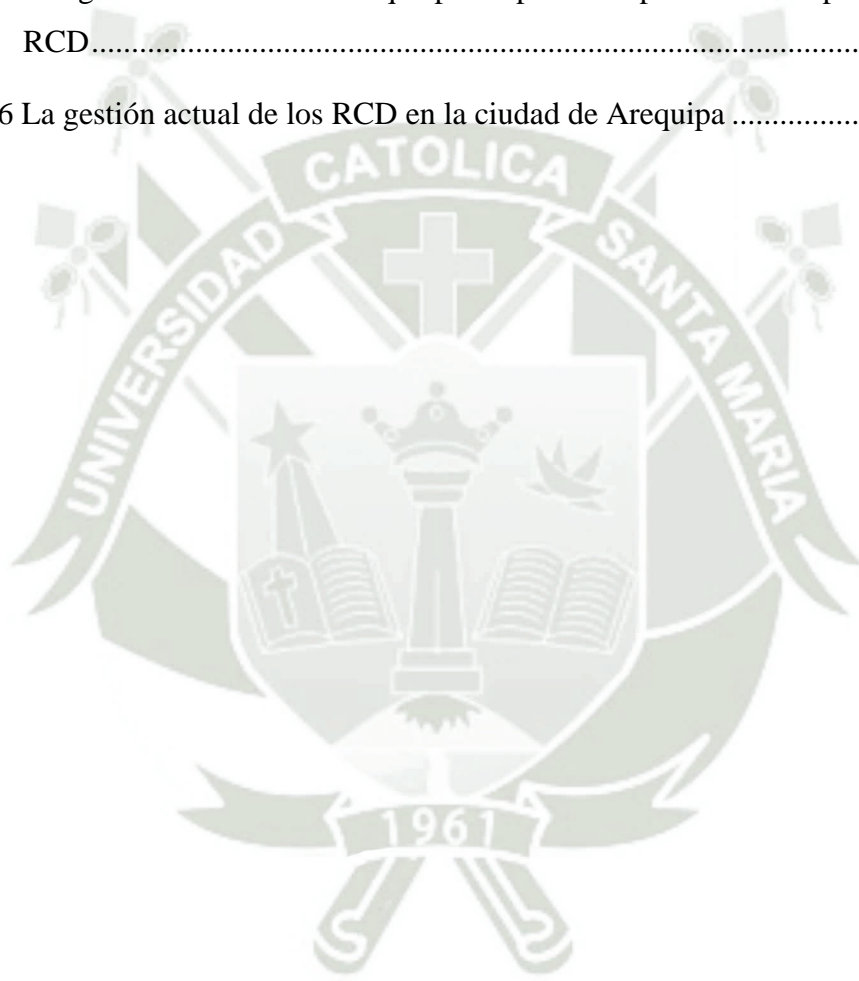 RCD................................................................................................
6 La gestión actual de los RCD en la ciudad de Arequipa ................
CATOLICA
UNIVERSIDAD
SANTA MARIA
1961